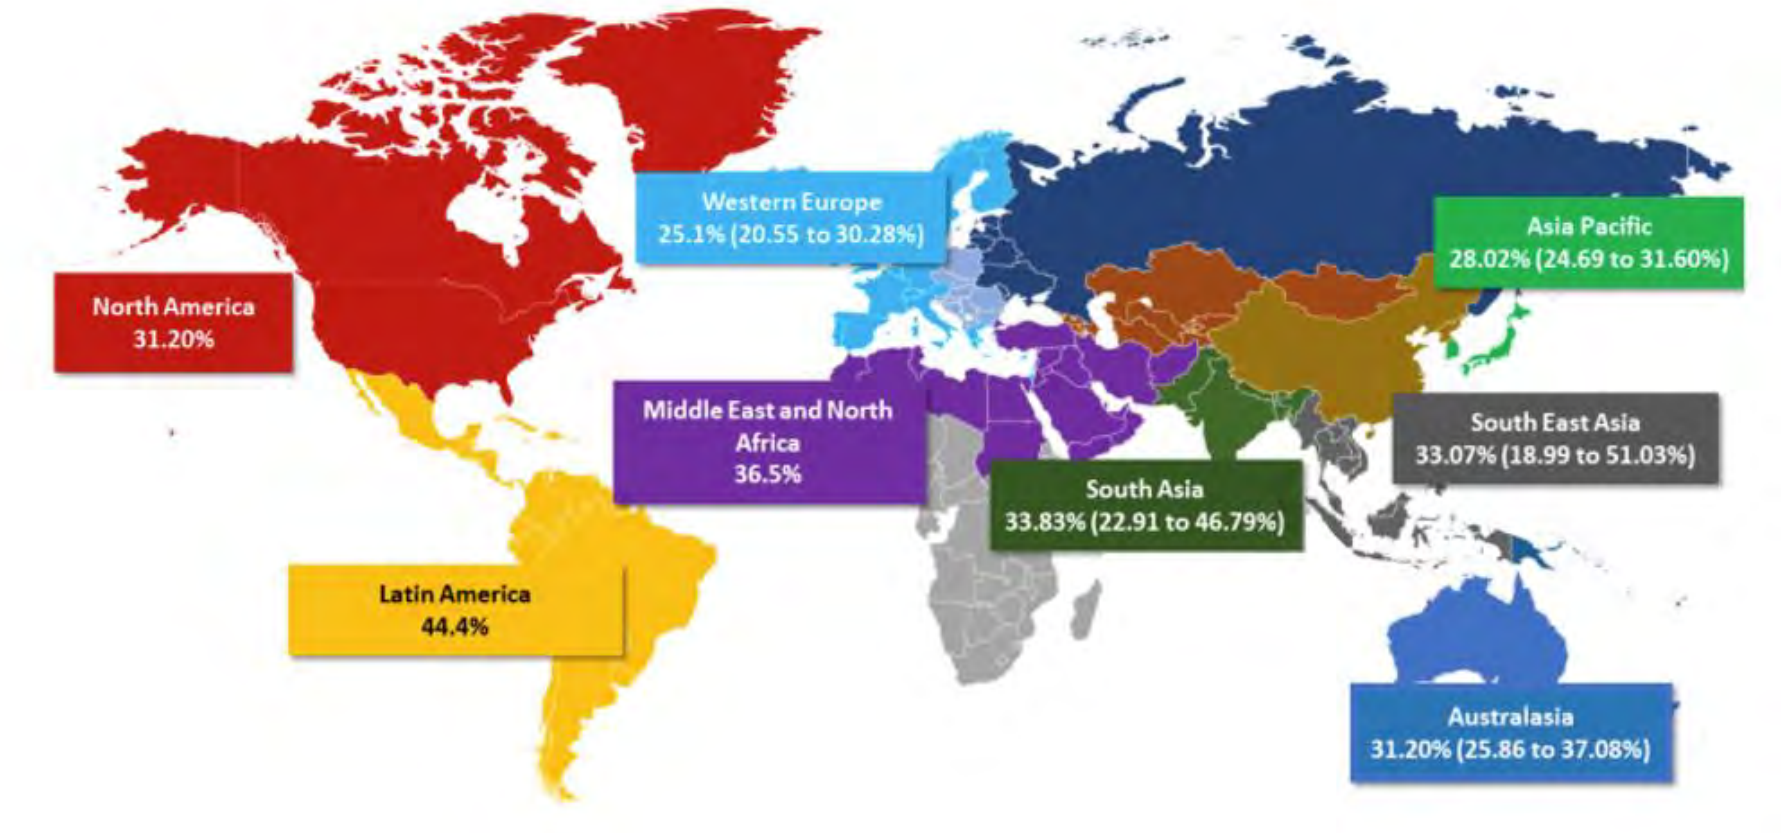 Western Europe
25.1% (20.55 to 30.28%)
Asia Pacific
28.02% (24.69 to 31.60%)
North America
31.20%
Middle East and North
Africa
36.5%
South East Asia
33.07% (18.99 to 51.03%)
South Asia
33.83% (22.91 to 46.79%)
Latin America
44.4%
Australasia
31.20% (25.86 to 37.08%)